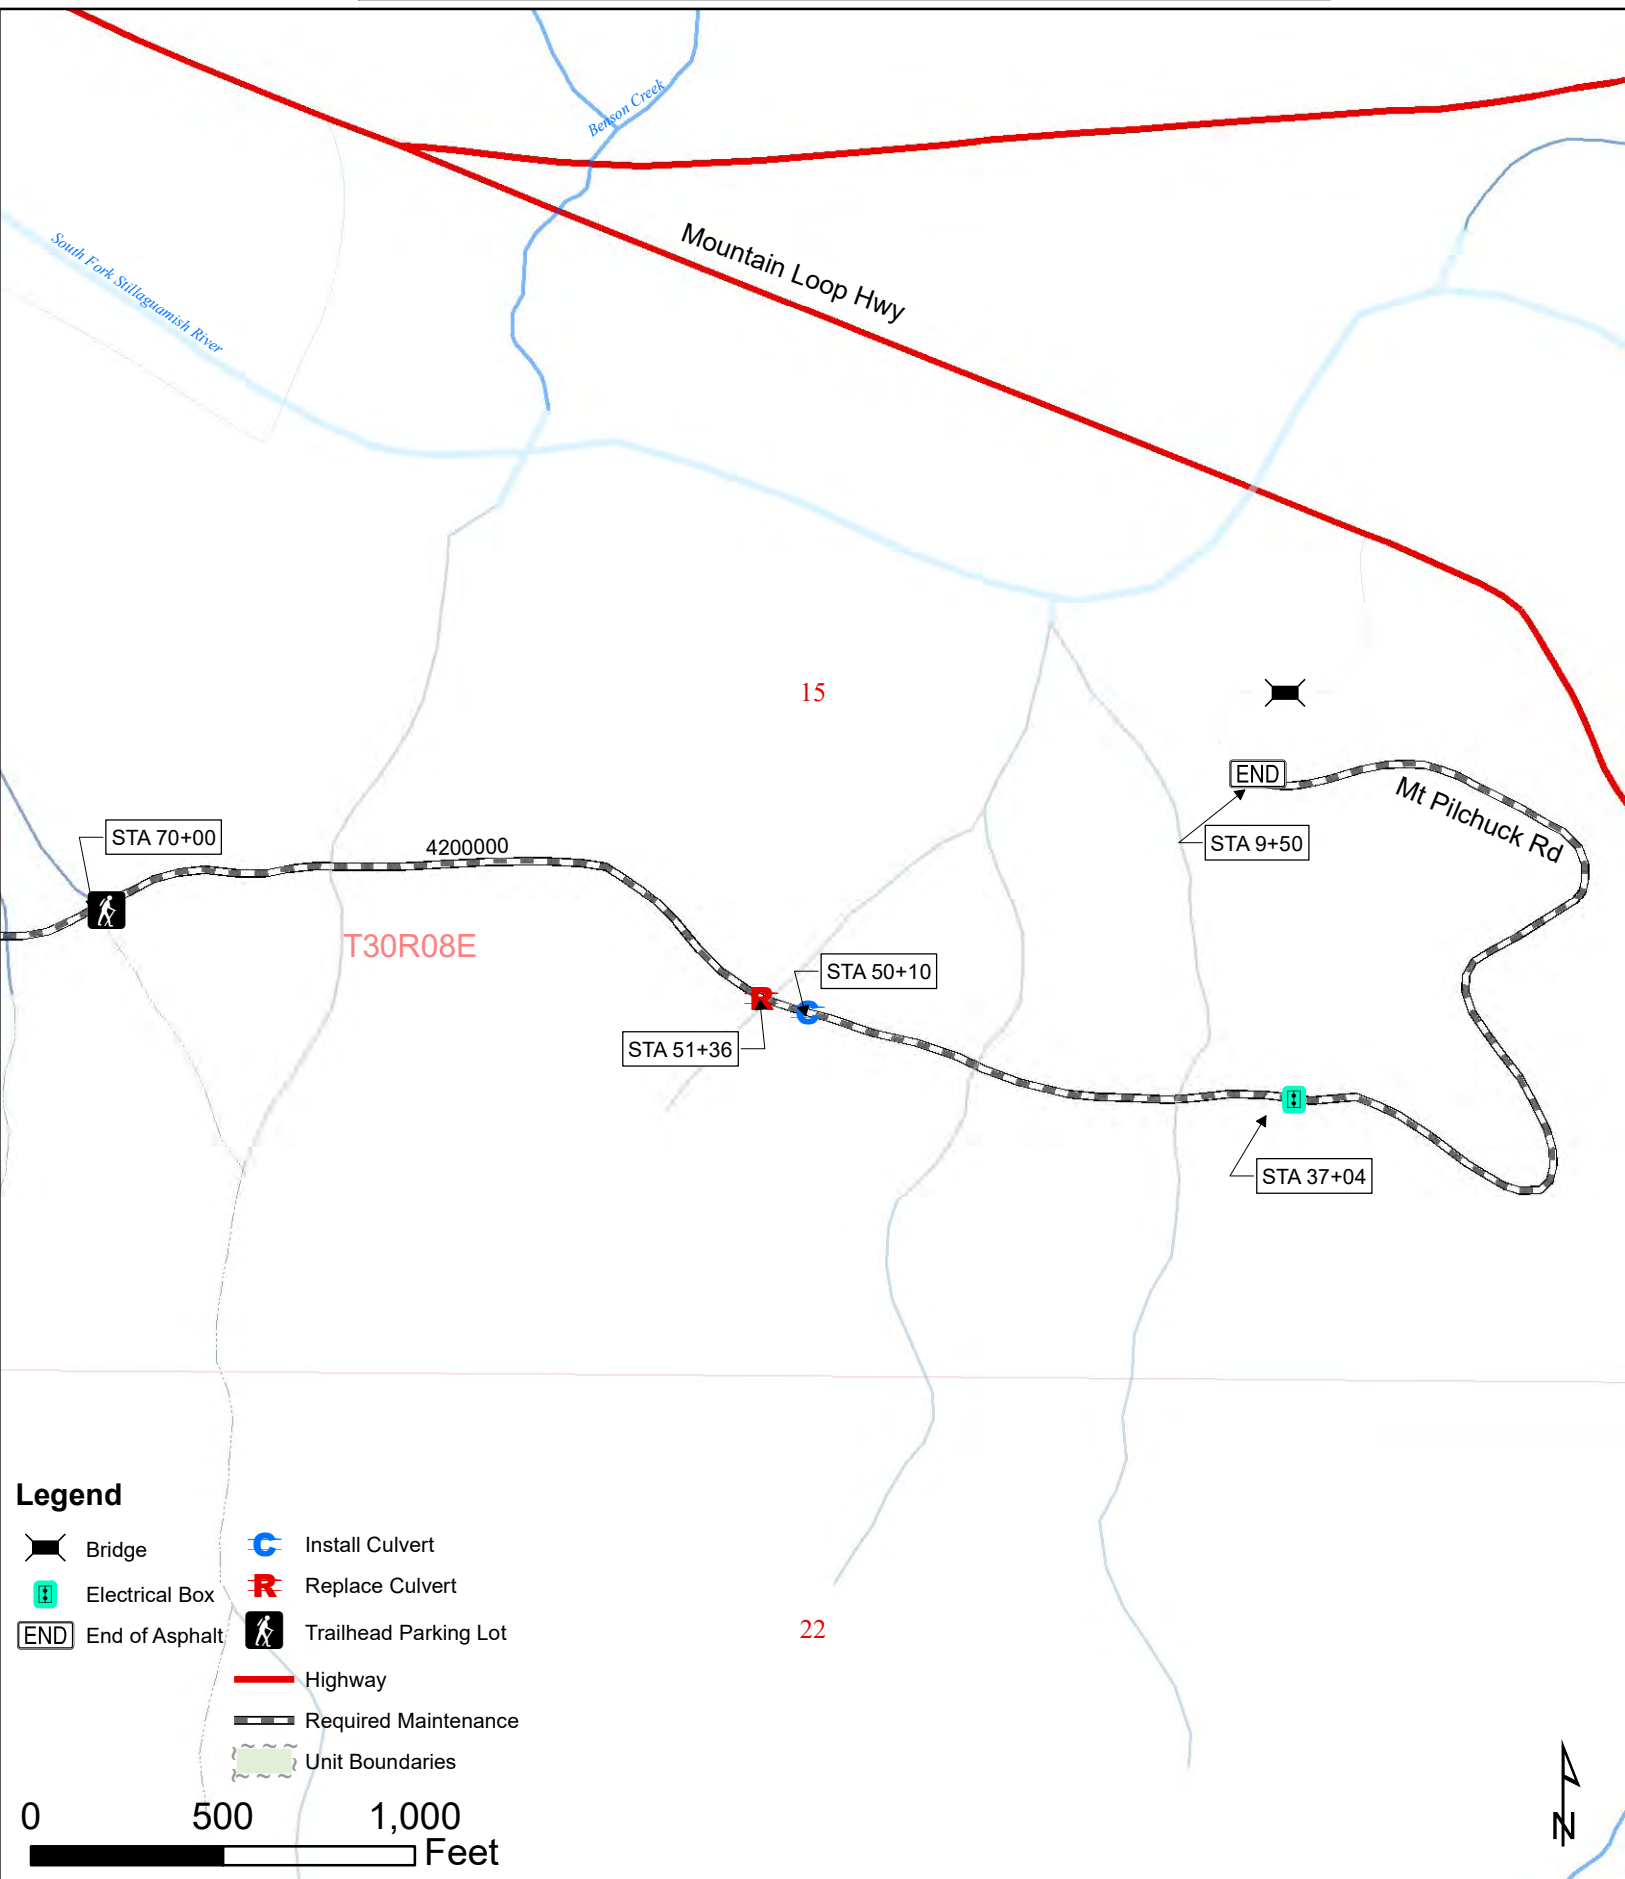 Benson Creek
Mountain Loop Hwy
South Fork Stillaguamish River
15
END
Mt Pilchuck Rd
STA 9+50
STA 70+00
4200000
T30R08E
STA 50+10
R
C
STA 51+36
STA 37+04
Legend
Bridge
C Install Culvert
Electrical Box
R Replace Culvert
END End of Asphalt
Trailhead Parking Lot
22
Highway
Required Maintenance
Unit Boundaries
0 500 1,000
Feet
N